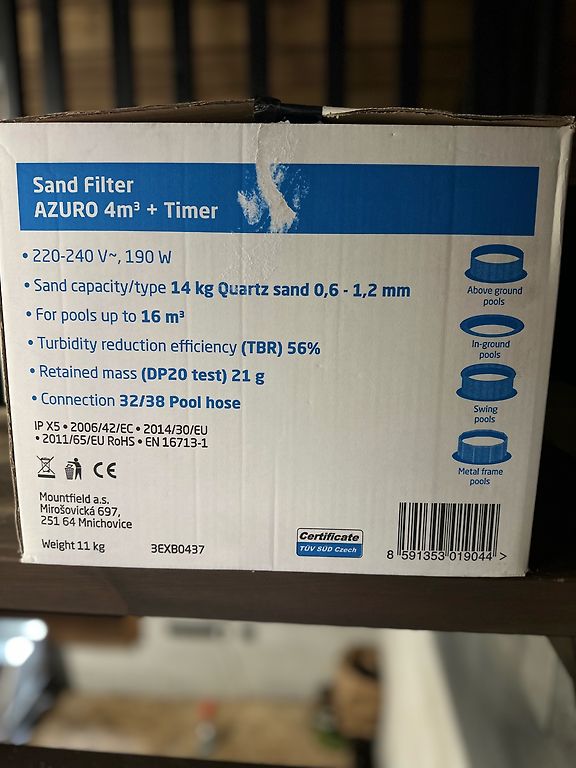 Sand Filter
AZURO 4m³ + Timer
• 220-240 V~, 190 W
• Sand capacity/type 14 kg Quartz sand 0,6 - 1,2 mm
• For pools up to 16 m³
• Turbidity reduction efficiency (TBR) 56%
• Retained mass (DP20 test) 21 g
• Connection 32/38 Pool hose
IP X5 • 2006/42/EC • 2014/30/EU
• 2011/65/EU RoHS • EN 16713-1
CE
Mountfield a.s.
Mirošovická 697,
251 64 Mnichovice
Weight 11 kg
3EXB0437
Certificate
TÜV SÜD Czech
8 591353 019044 >
Above ground
pools
In-ground
pools
Swing
pools
Metal frame
pools